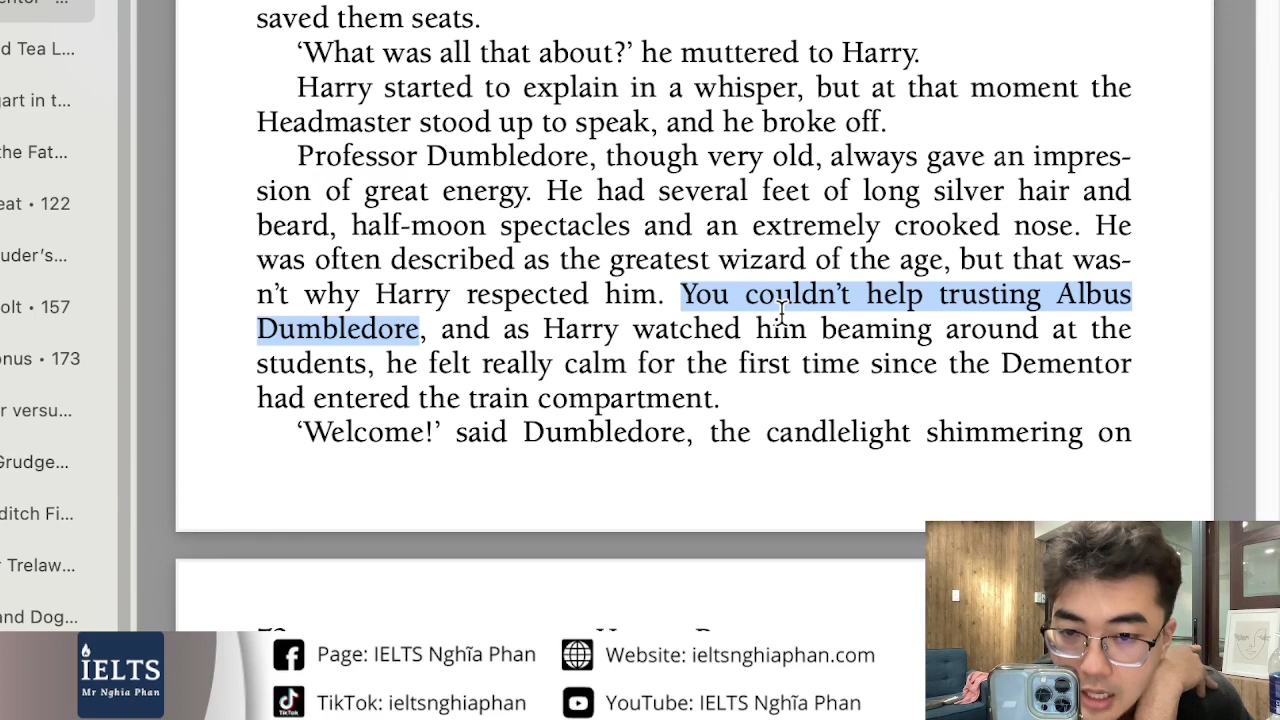 d Tea L...
art in t...
the Fat...
eat • 122
uder's...
olt • 157
onus • 173
r versu...
Grudge...
ditch Fi...
r Trelaw...
and Dog...
saved them seats.
‘What was all that about?’ he muttered to Harry.
Harry started to explain in a whisper, but at that moment the
Headmaster stood up to speak, and he broke off.
Professor Dumbledore, though very old, always gave an impres-
sion of great energy. He had several feet of long silver hair and
beard, half-moon spectacles and an extremely crooked nose. He
was often described as the greatest wizard of the age, but that was-
n’t why Harry respected him. You couldn’t help trusting Albus
Dumbledore, and as Harry watched him beaming around at the
students, he felt really calm for the first time since the Dementor
had entered the train compartment.
‘Welcome!’ said Dumbledore, the candlelight shimmering on
IELTS
Mr Nghia Phan
Page: IELTS Nghĩa Phan
Website: ieltsnghiaphan.com
TikTok: ieltsnghiaphan
YouTube: IELTS Nghĩa Phan